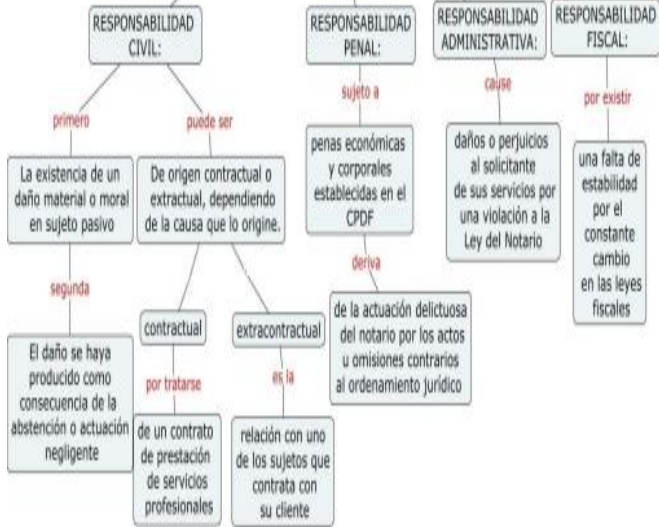 RESPONSABILIDAD
CIVIL:
primero
La existencia de un
daño material o moral
en sujeto pasivo
segunda
El daño se haya
producido como
consecuencia de la
abstención o actuación
negligente
puede ser
De origen contractual o
extractual, dependiendo
de la causa que lo origine.
contractual
por tratarse
de un contrato
de prestación
de servicios
profesionales
extracontractual
es la
relación con uno
de los sujetos que
contrata con
su cliente
RESPONSABILIDAD
PENAL:
sujeto a
penas económicas
y corporales
establecidas en el
CPDF
deriva
de la actuación delictuosa
del notario por los actos
u omisiones contrarios
al ordenamiento jurídico
RESPONSABILIDAD
ADMINISTRATIVA:
cause
daños o perjuicios
al solicitante
de sus servicios por
una violación a la
Ley del Notario
RESPONSABILIDAD
FISCAL:
por existir
una falta de
estabilidad
por el
constante
cambio
en las leyes
fiscales